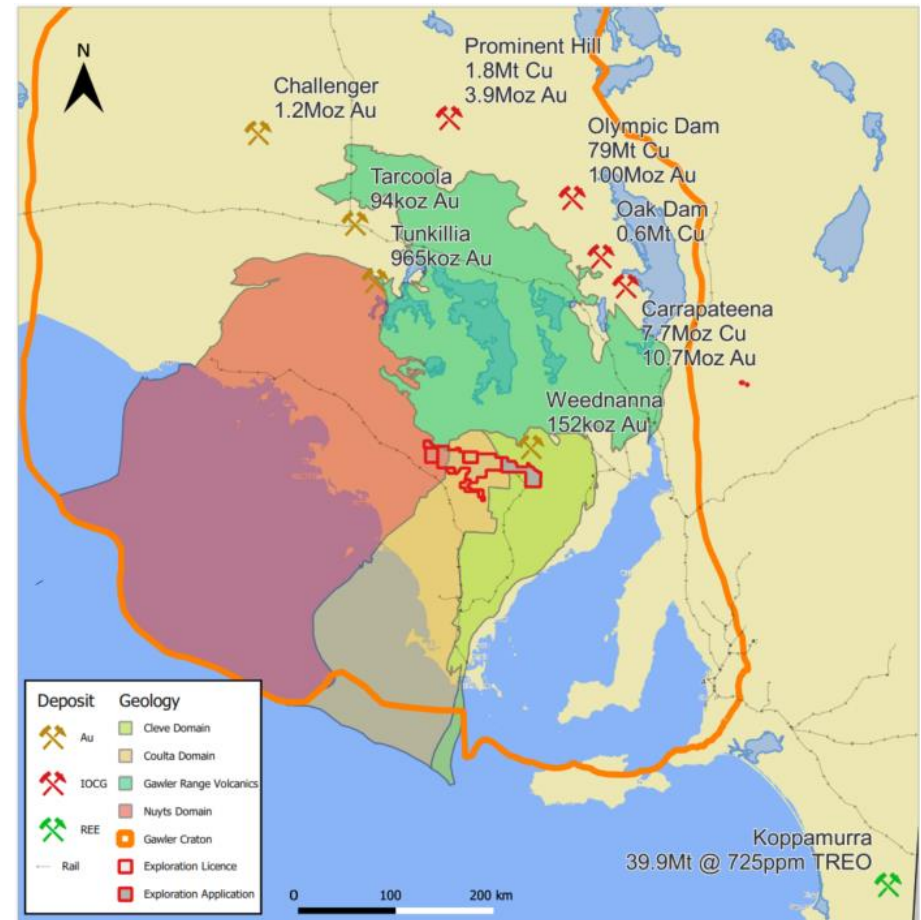 N
Prominent Hill
1.8Mt Cu
3.9Moz Au
Challenger
1.2Moz Au
Olympic Dam
79Mt Cu
100Moz Au
Tarcoola
94koz Au
Oak Dam
0.6Mt Cu
Tunkillia
965koz Au
Carrapateena
7.7Moz Cu
10.7Moz Au
Weednanna
152koz Au
Deposit
Au
IOCG
REE
Rail
Geology
Cleve Domain
Coulta Domain
Gawler Range Volcanics
Nuyts Domain
Gawler Craton
Exploration Licence
Exploration Application
0 100 200 km
Koppamurra
39.9Mt @ 725ppm TREO